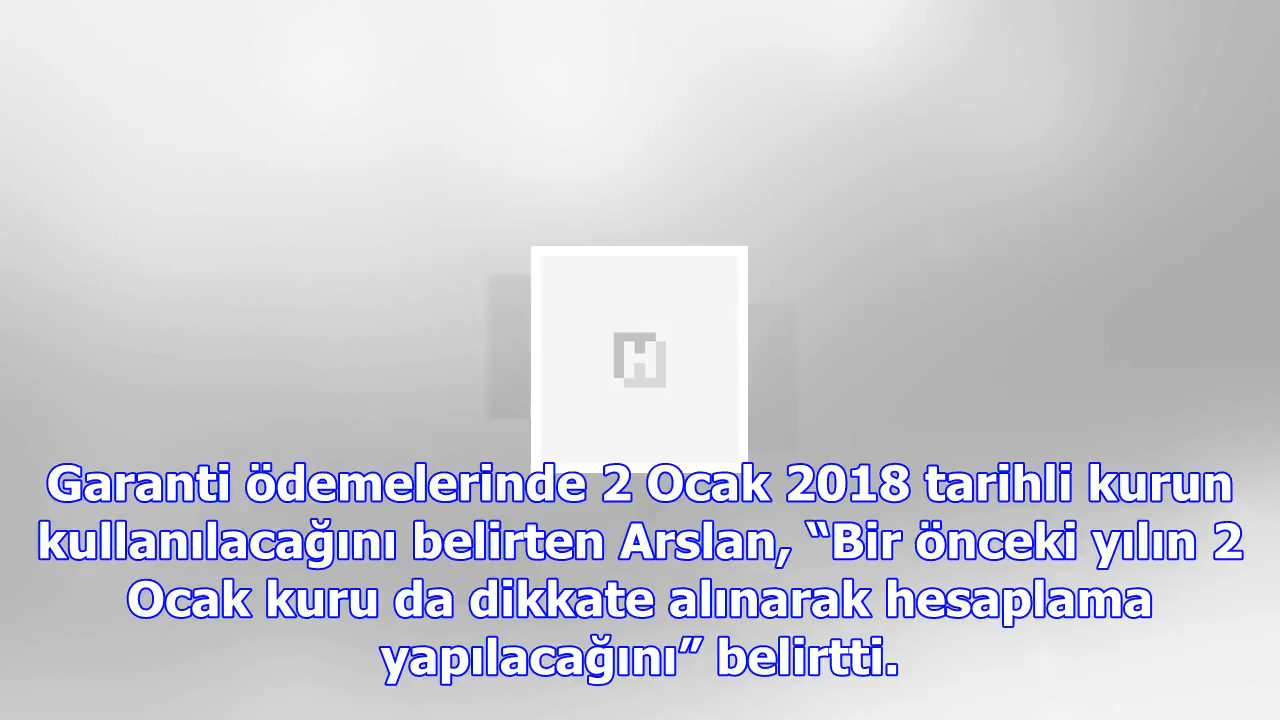 H
Garanti ödemelerinde 2 Ocak 2018 tarihli kurun
kullanılacağını belirten Arslan, “Bir önceki yılın 2
Ocak kuru da dikkate alınarak hesaplama
yapılacağını” belirtti.